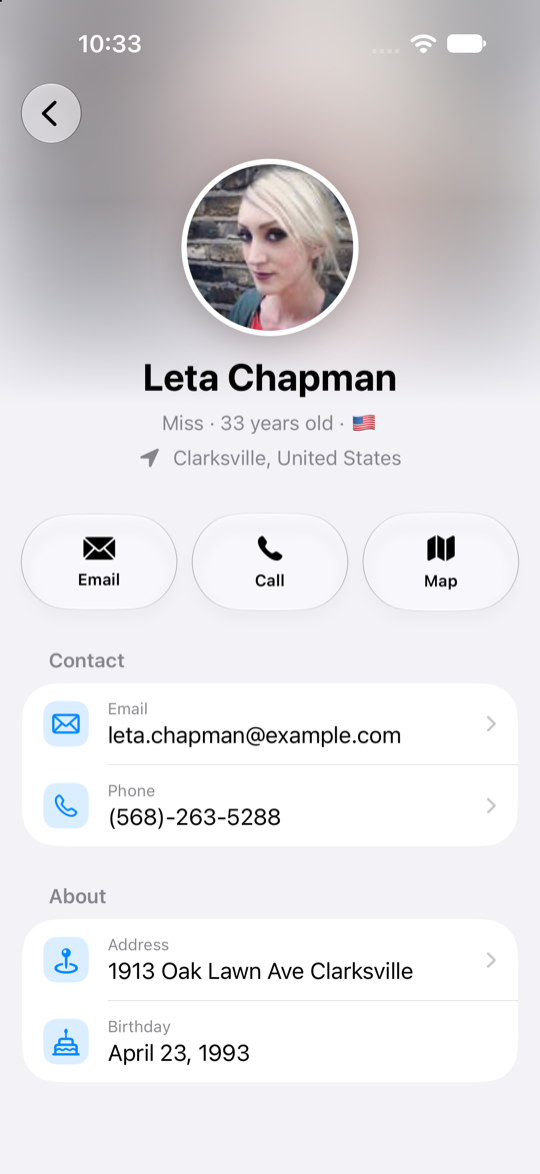 10:33
Leta Chapman
Miss · 33 years old · 🇺🇸
Clarksville, United States
Email
Call
Map
Contact
Email
leta.chapman@example.com
Phone
(568)-263-5288
About
Address
1913 Oak Lawn Ave Clarksville
Birthday
April 23, 1993